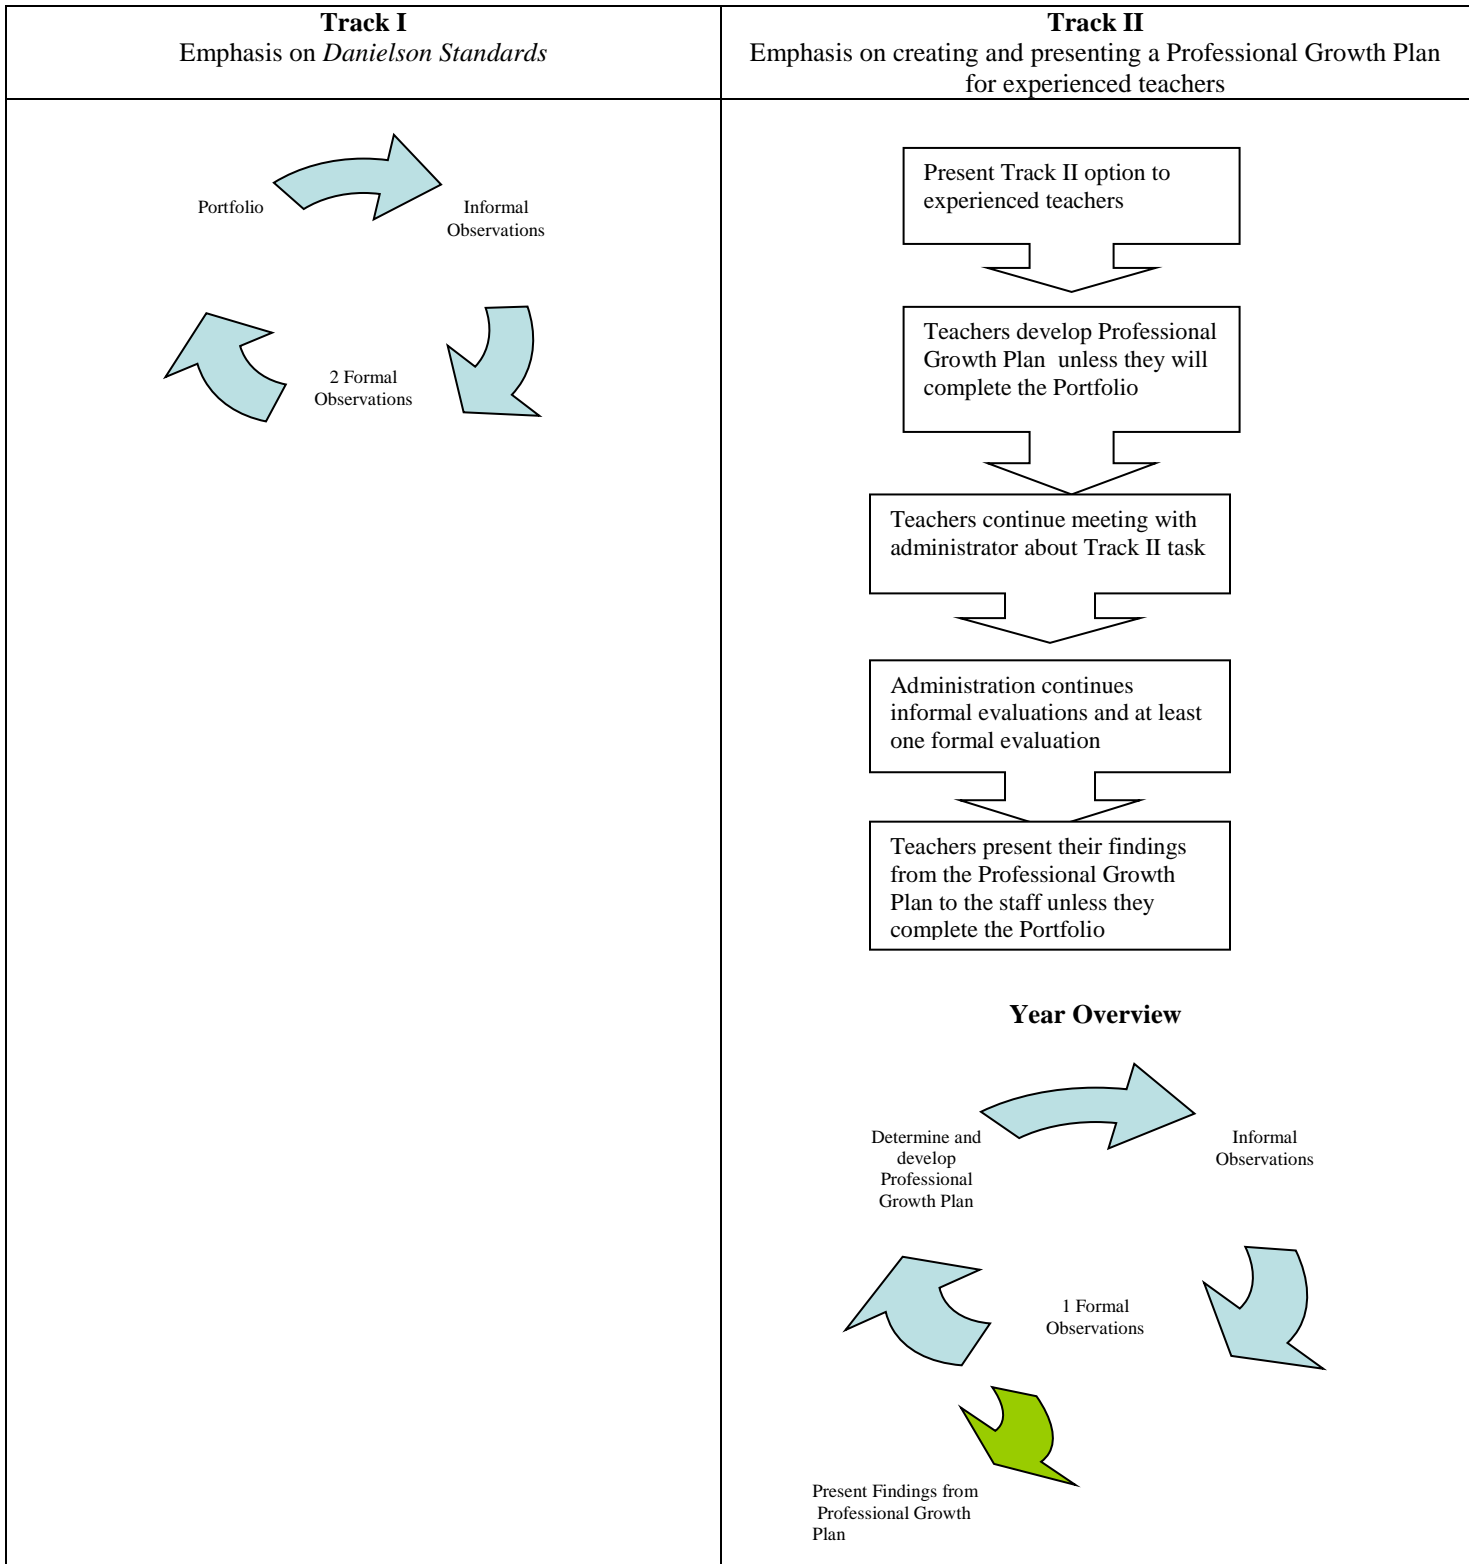 Track I
Emphasis on Danielson Standards
Track II
Emphasis on creating and presenting a Professional Growth Plan
for experienced teachers
Portfolio
Informal
Observations
2 Formal
Observations
Present Track II option to
experienced teachers
Teachers develop Professional
Growth Plan unless they will
complete the Portfolio
Teachers continue meeting with
administrator about Track II task
Administration continues
informal evaluations and at least
one formal evaluation
Teachers present their findings
from the Professional Growth
Plan to the staff unless they
complete the Portfolio
Year Overview
Determine and
develop
Professional
Growth Plan
Informal
Observations
1 Formal
Observations
Present Findings from
Professional Growth
Plan